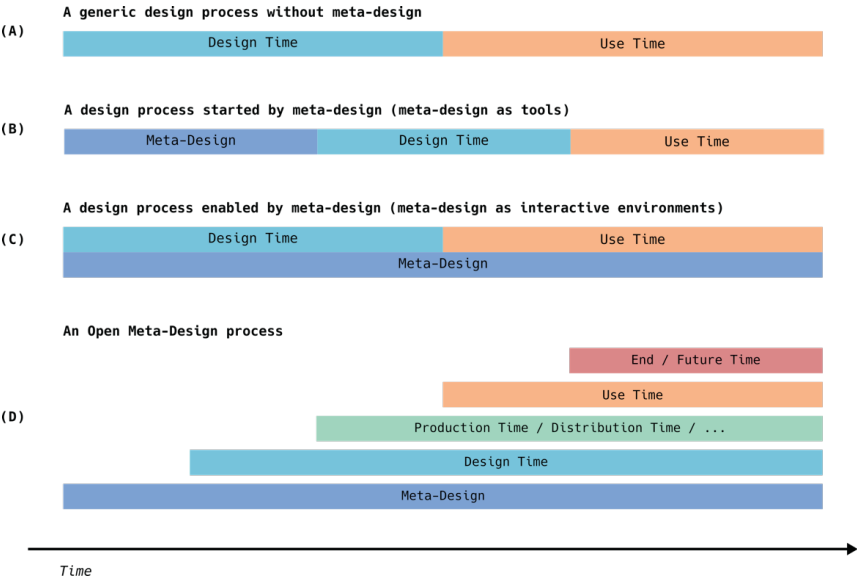 A generic design process without meta-design
(A)
Design Time
Use Time
A design process started by meta-design (meta-design as tools)
(B)
Meta-Design
Design Time
Use Time
A design process enabled by meta-design (meta-design as interactive environments)
(C)
Design Time
Use Time
Meta-Design
An Open Meta-Design process
End / Future Time
Use Time
(D)
Production Time / Distribution Time / ...
Design Time
Meta-Design
Time